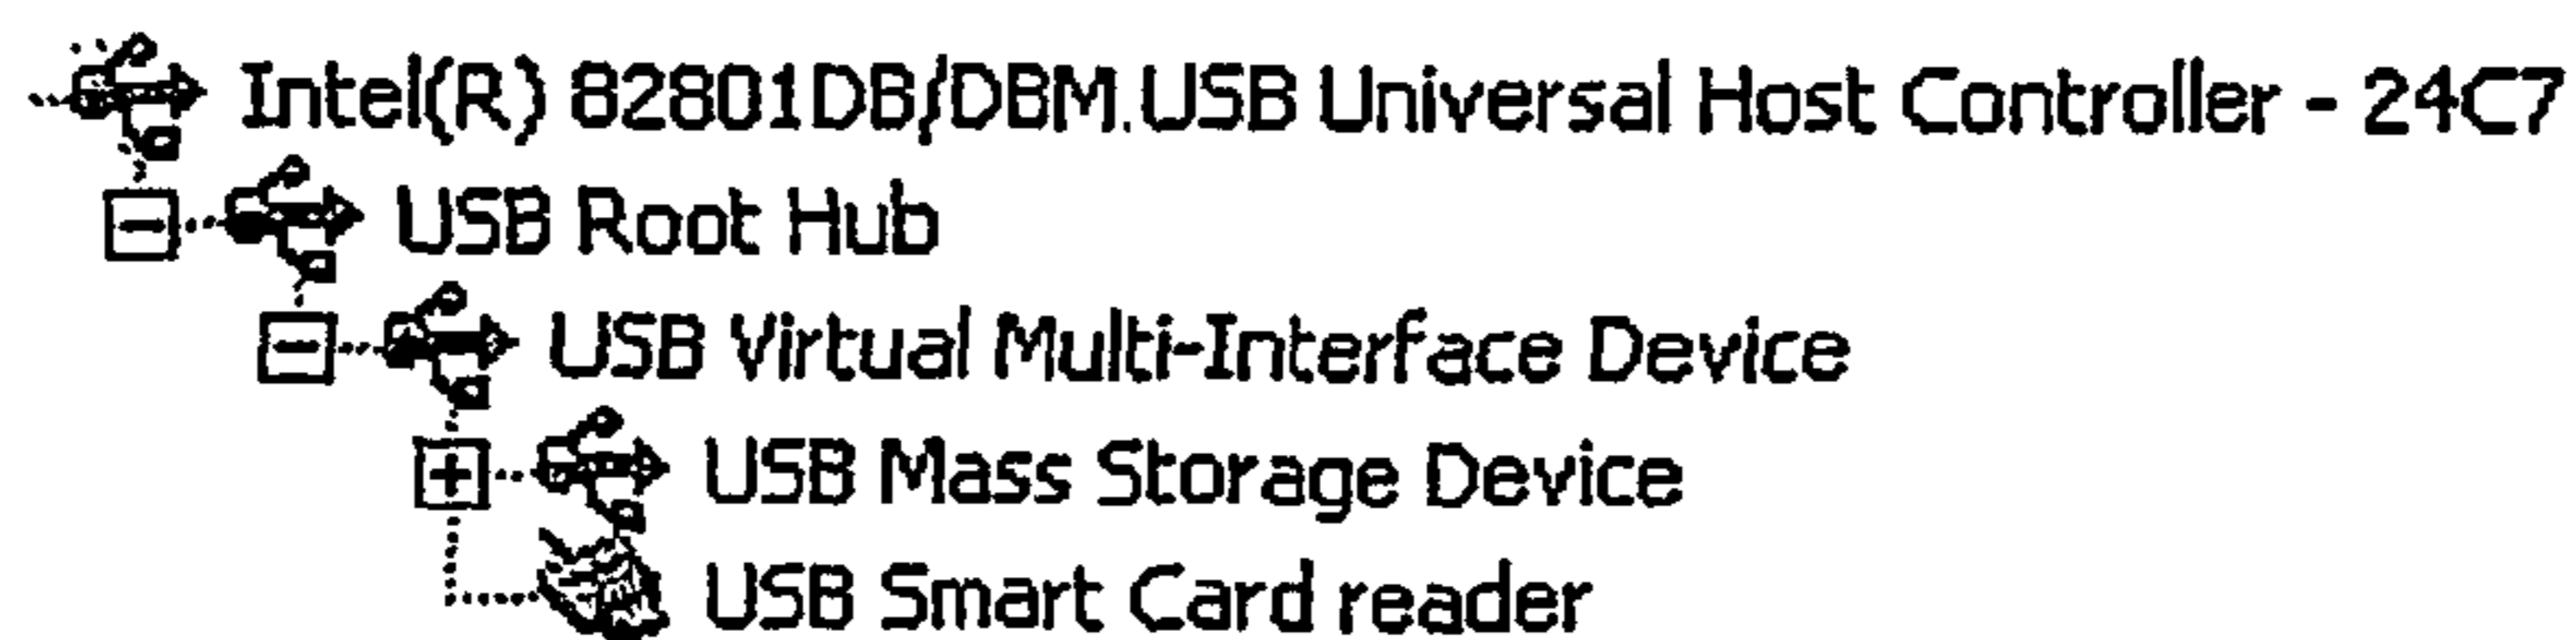 Intel(R) 82801DB/DBM.USB Universal Host Controller - 24C7
USB Root Hub
USB Virtual Multi-Interface Device
USB Mass Storage Device
USB Smart Card reader